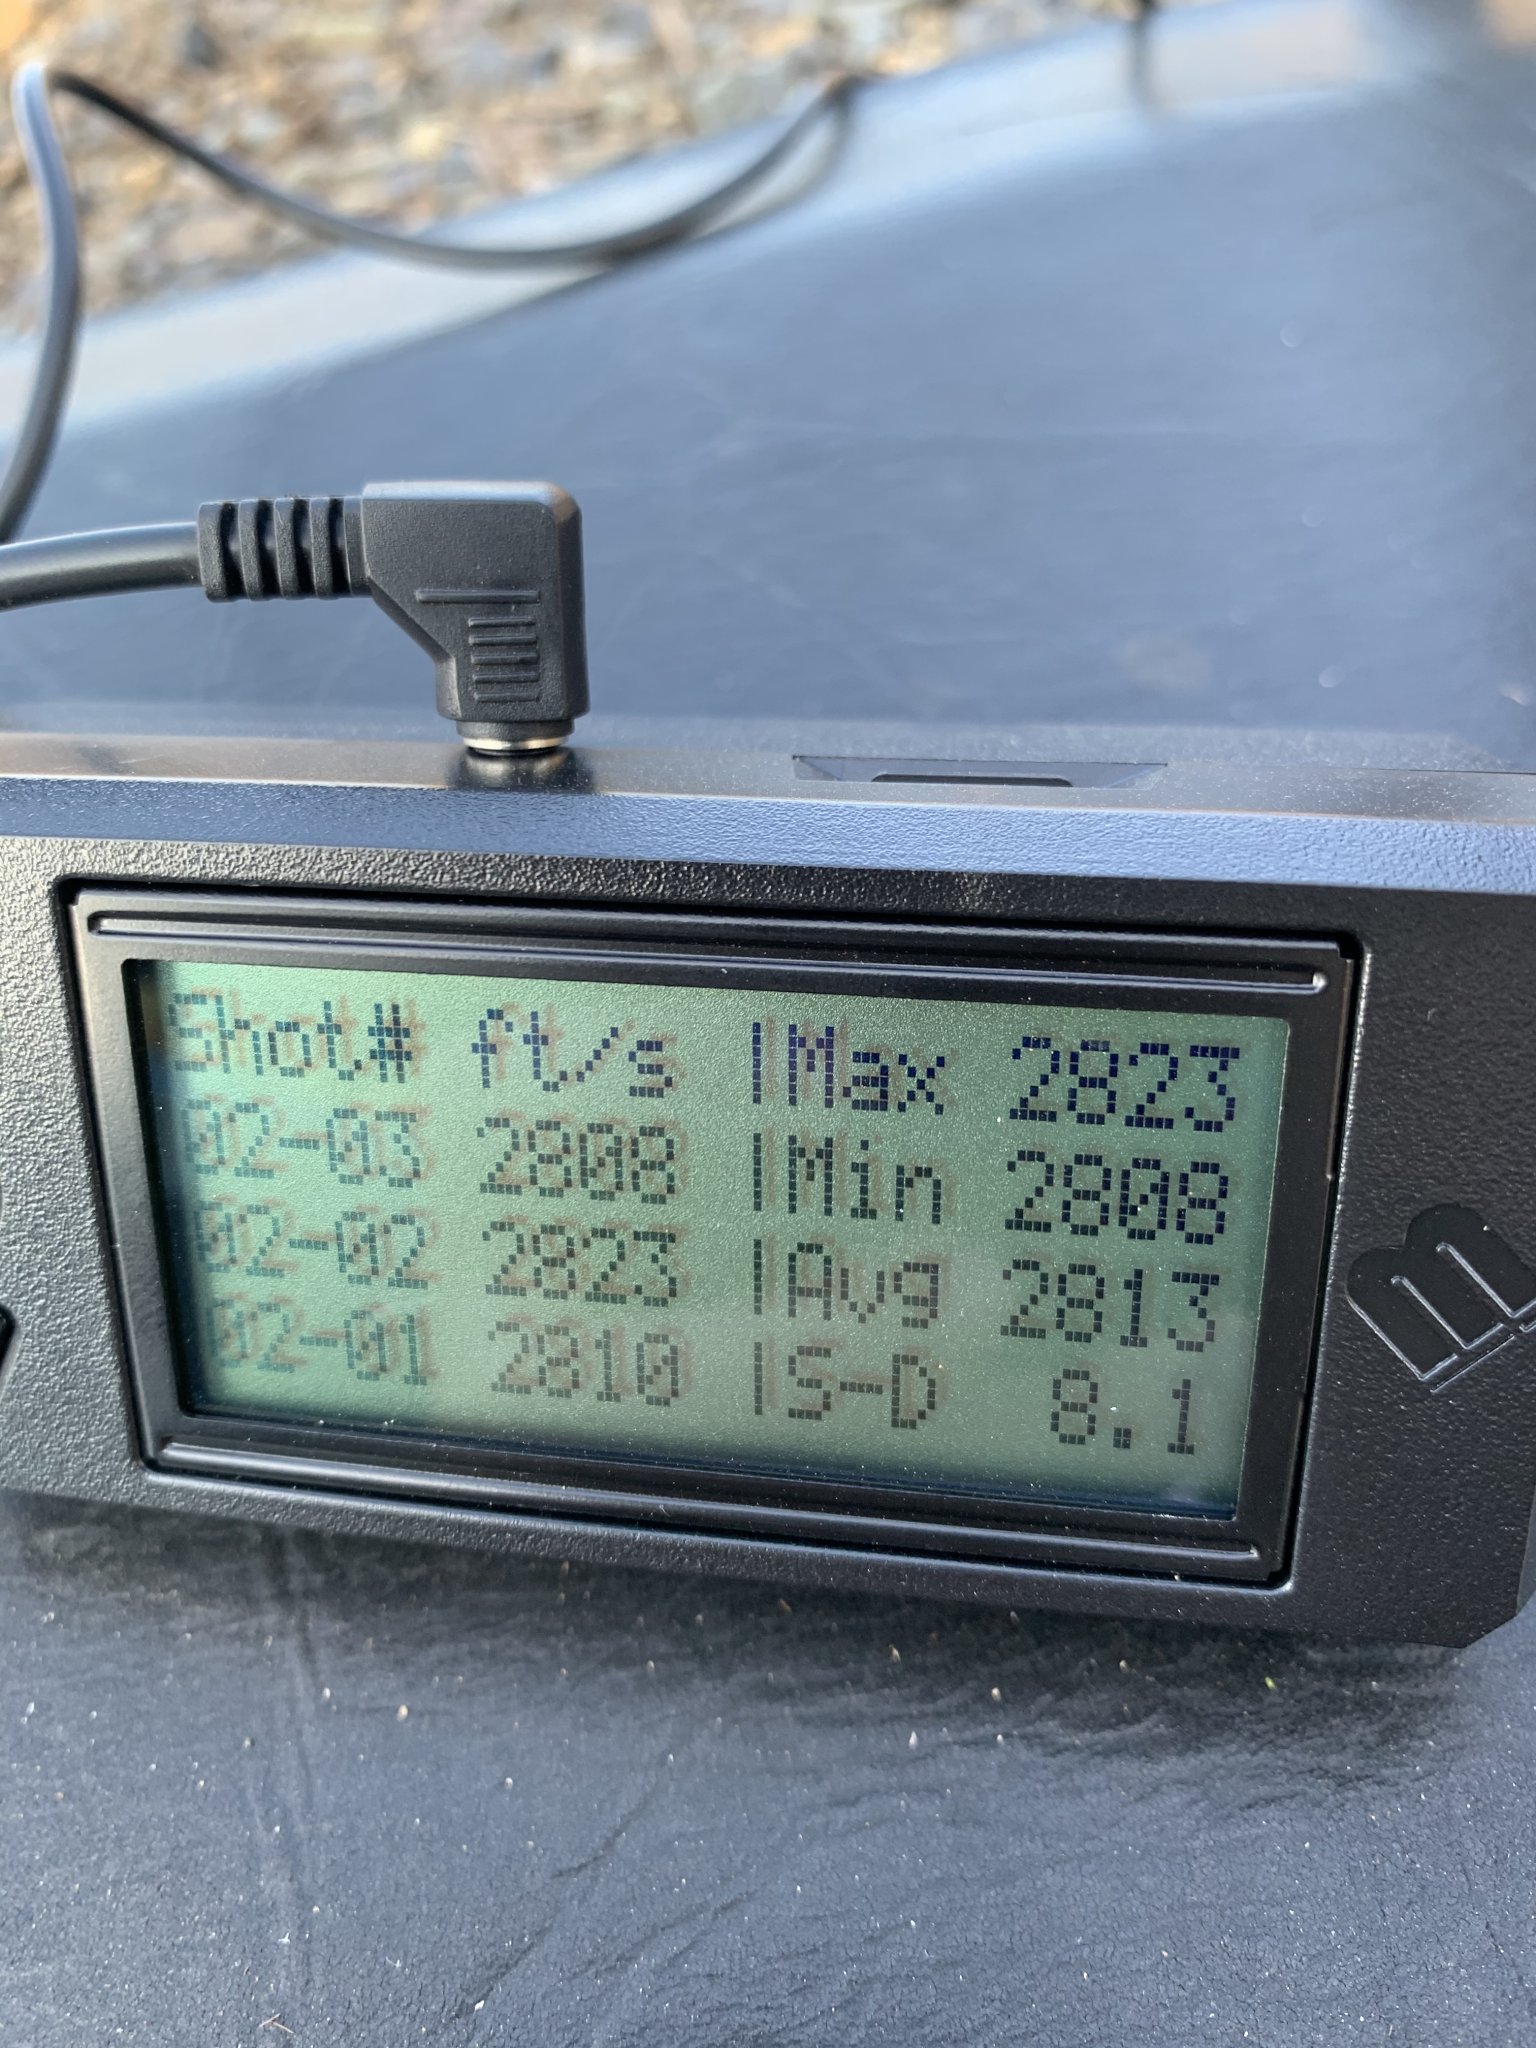 Shot# ft/s |Max 2823
02-03 2808 |Min 2808
02-02 2823 |Avg 2813
02-01 2810 |S-D 8.1